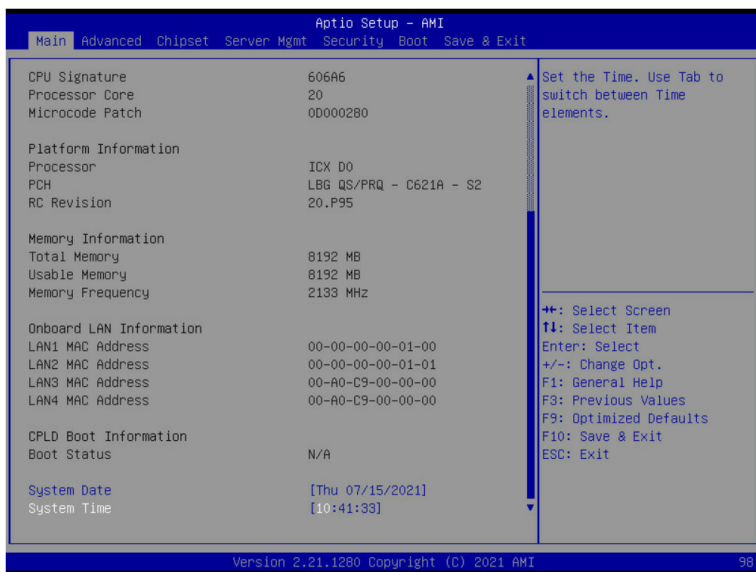 Aptio Setup - AMI
Main Advanced Chipset Server Mgmt Security Boot Save & Exit
CPU Signature 606A6
Processor Core 20
Microcode Patch 0D000280
Platform Information
Processor ICX D0
PCH LBG QS/PRQ - C621A - S2
RC Revision 20.P95
Memory Information
Total Memory 8192 MB
Usable Memory 8192 MB
Memory Frequency 2133 MHz
Onboard LAN Information
LAN1 MAC Address 00-00-00-00-01-00
LAN2 MAC Address 00-00-00-00-01-01
LAN3 MAC Address 00-A0-C9-00-00-00
LAN4 MAC Address 00-A0-C9-00-00-00
CPLD Boot Information
Boot Status N/A
System Date [Thu 07/15/2021]
System Time [10:41:33]
Set the Time. Use Tab to
switch between Time
elements.
→←: Select Screen
↑↓: Select Item
Enter: Select
+/-: Change Opt.
F1: General Help
F3: Previous Values
F9: Optimized Defaults
F10: Save & Exit
ESC: Exit
Version 2.21.1280 Copyright (C) 2021 AMI
98